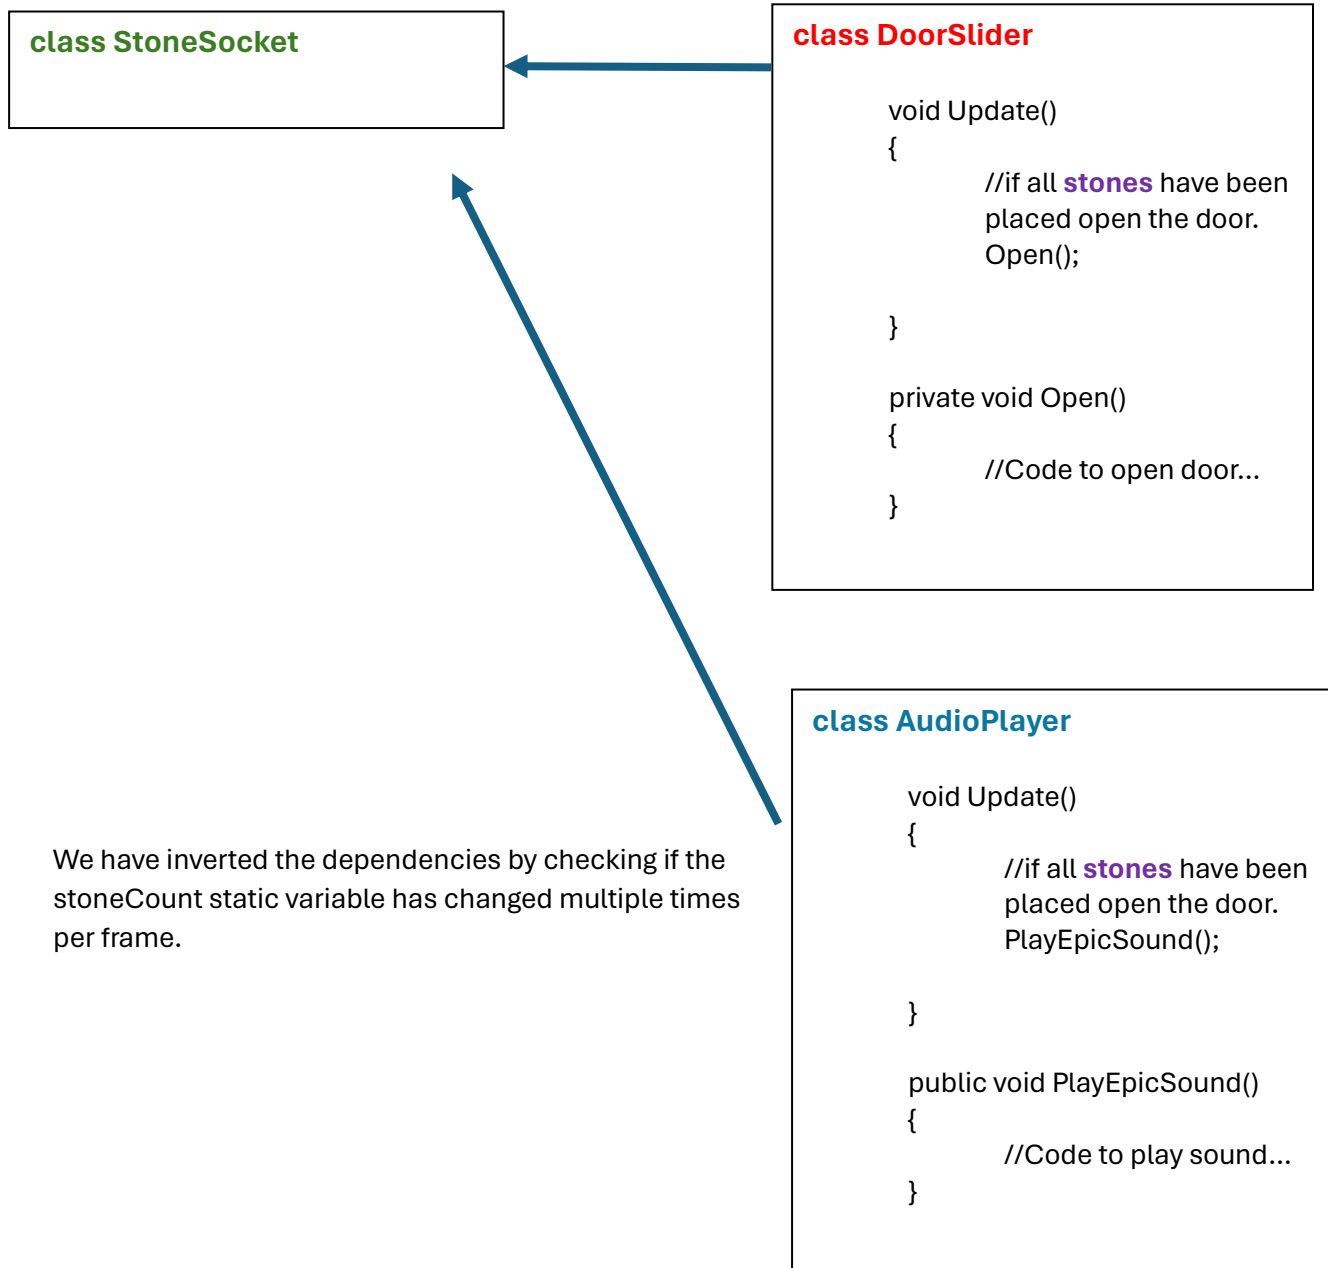 class StoneSocket
class DoorSlider
void Update()
{
//if all stones have been
placed open the door.
Open();
}
private void Open()
{
//Code to open door...
}
class AudioPlayer
void Update()
{
//if all stones have been
placed open the door.
PlayEpicSound();
}
public void PlayEpicSound()
{
//Code to play sound...
}
We have inverted the dependencies by checking if the
stoneCount static variable has changed multiple times
per frame.